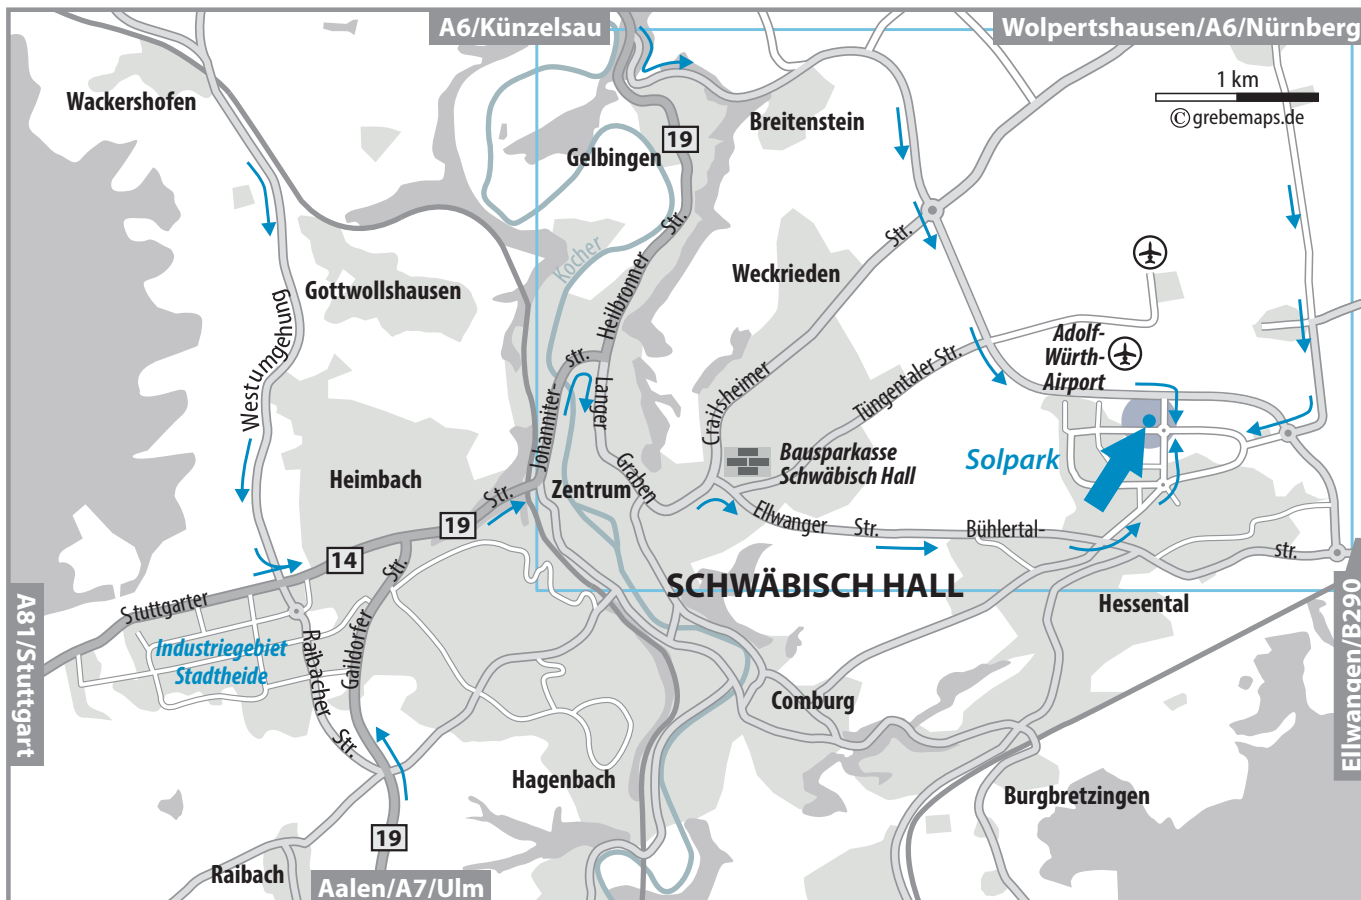 A6/Künzelsau
Wolpertshausen/A6/Nürnberg
1 km
©grebemaps.de
Wackershofen
Breitenstein
19
Gelbingen
Str.
Kocher
Heilbronner
Str.
Weckrieden
Gottwollshausen
Westumgehung
Adolf-
Würth-
Airport
Johanniter-
str.
Langer
Graben
Crailsheimer
Tüngentaler Str.
Bausparkasse
Schwäbisch Hall
Solpark
Heimbach
Zentrum
Str.
19
14
Ellwanger
Str.
Bühlertal-
str.
SCHWÄBISCH HALL
Hessental
Stuttgarter
Str.
Gaildorfer
Raibacher
Str.
Industriegebiet
Stadtheide
A81/Stuttgart
Ellwangen/B290
Comburg
Hagenbach
Burgbretzingen
19
Raibach
Aalen/A7/Ulm